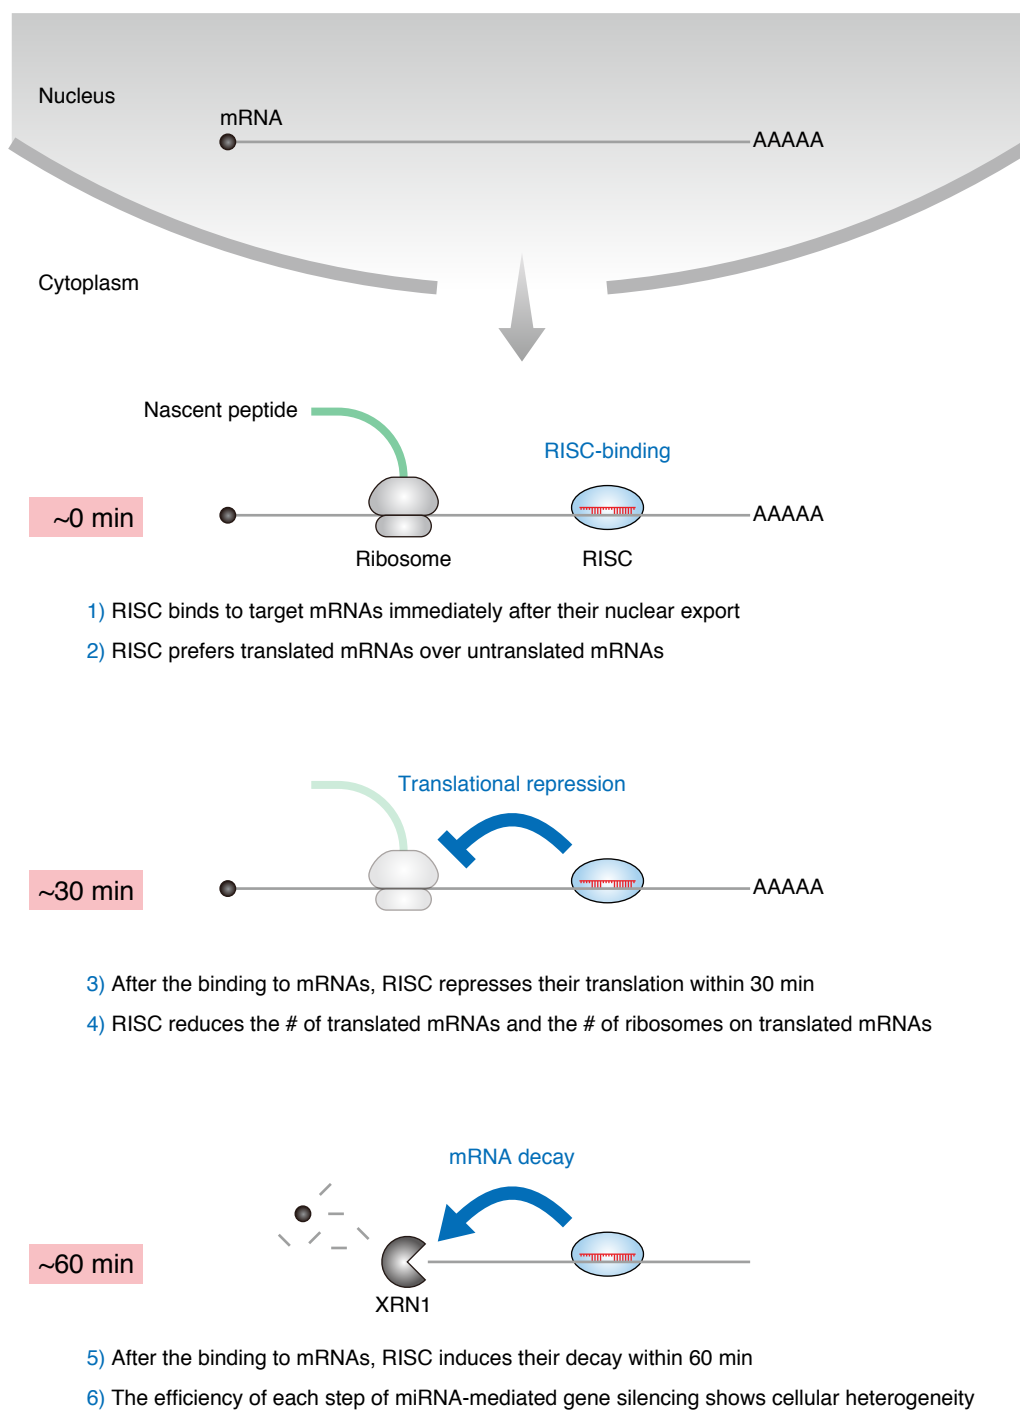 Nucleus
mRNA
AAAAA
Cytoplasm
Nascent peptide
RISC-binding
~0 min
AAAAA
Ribosome
RISC
1) RISC binds to target mRNAs immediately after their nuclear export
2) RISC prefers translated mRNAs over untranslated mRNAs
Translational repression
~30 min
AAAAA
3) After the binding to mRNAs, RISC represses their translation within 30 min
4) RISC reduces the # of translated mRNAs and the # of ribosomes on translated mRNAs
mRNA decay
~60 min
XRN1
5) After the binding to mRNAs, RISC induces their decay within 60 min
6) The efficiency of each step of miRNA-mediated gene silencing shows cellular heterogeneity